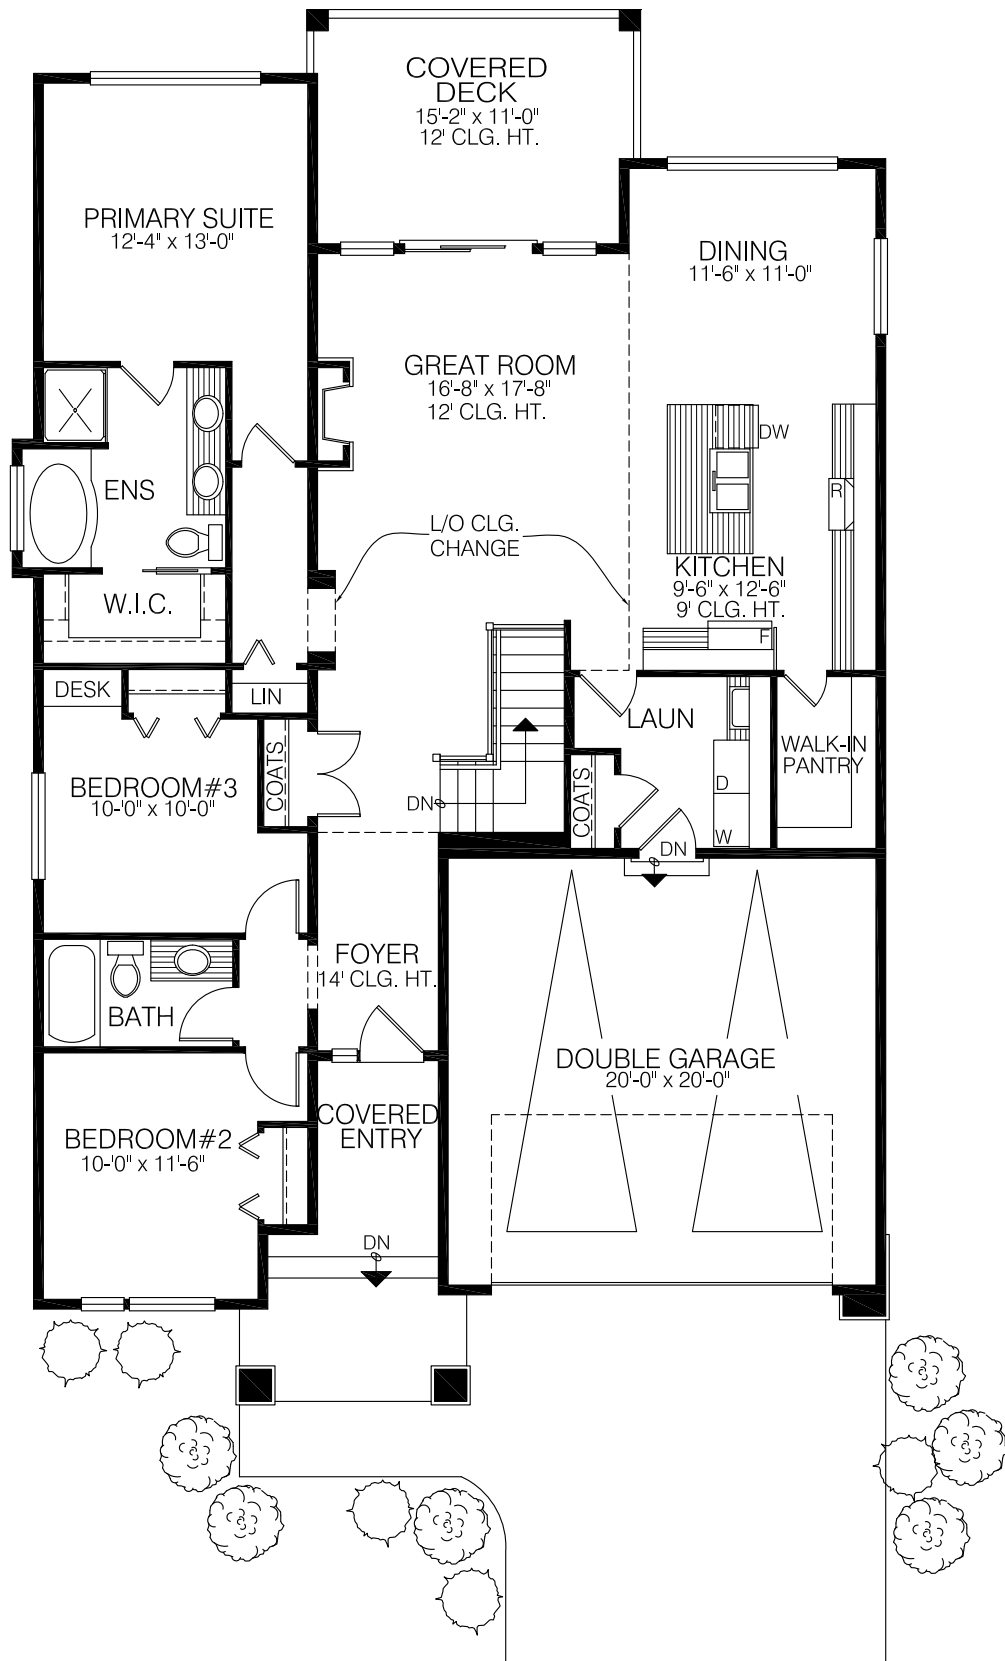 COVERED
DECK
15'-2" x 11'-0"
12' CLG. HT.
PRIMARY SUITE
12'-4" x 13'-0"
DINING
11'-6" x 11'-0"
GREAT ROOM
16'-8" x 17'-8"
12' CLG. HT.
DW
ENS
R
L/O CLG.
CHANGE
KITCHEN
9'-6" x 12'-6"
9' CLG. HT.
W.I.C.
F
DESK
LIN
LAUN
WALK-IN
PANTRY
COATS
BEDROOM#3
10'-0" x 10'-0"
DN
COATS
D
W
DN
FOYER
14' CLG. HT.
BATH
DOUBLE GARAGE
20'-0" x 20'-0"
COVERED
ENTRY
BEDROOM#2
10'-0" x 11'-6"
DN